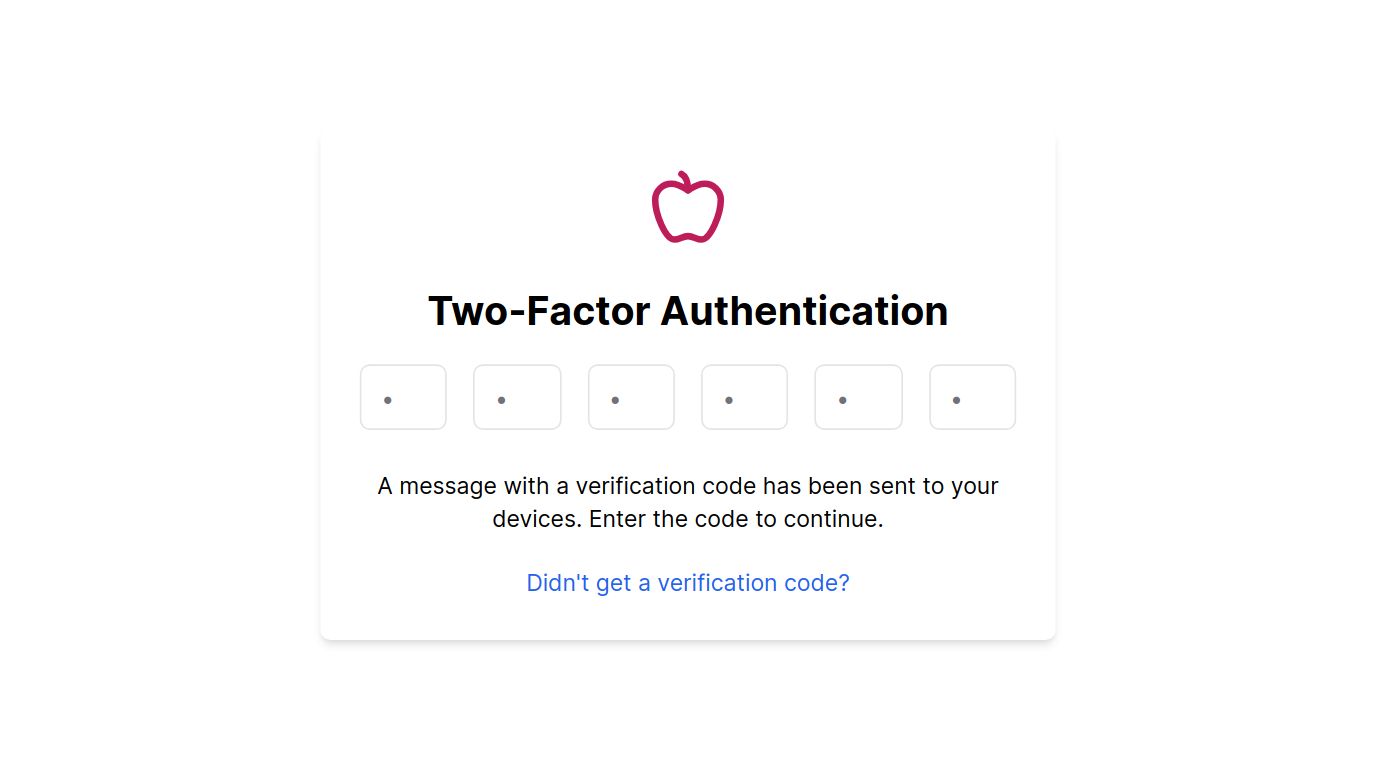 Two-Factor Authentication
• • • • • •
A message with a verification code has been sent to your
devices. Enter the code to continue.
Didn't get a verification code?